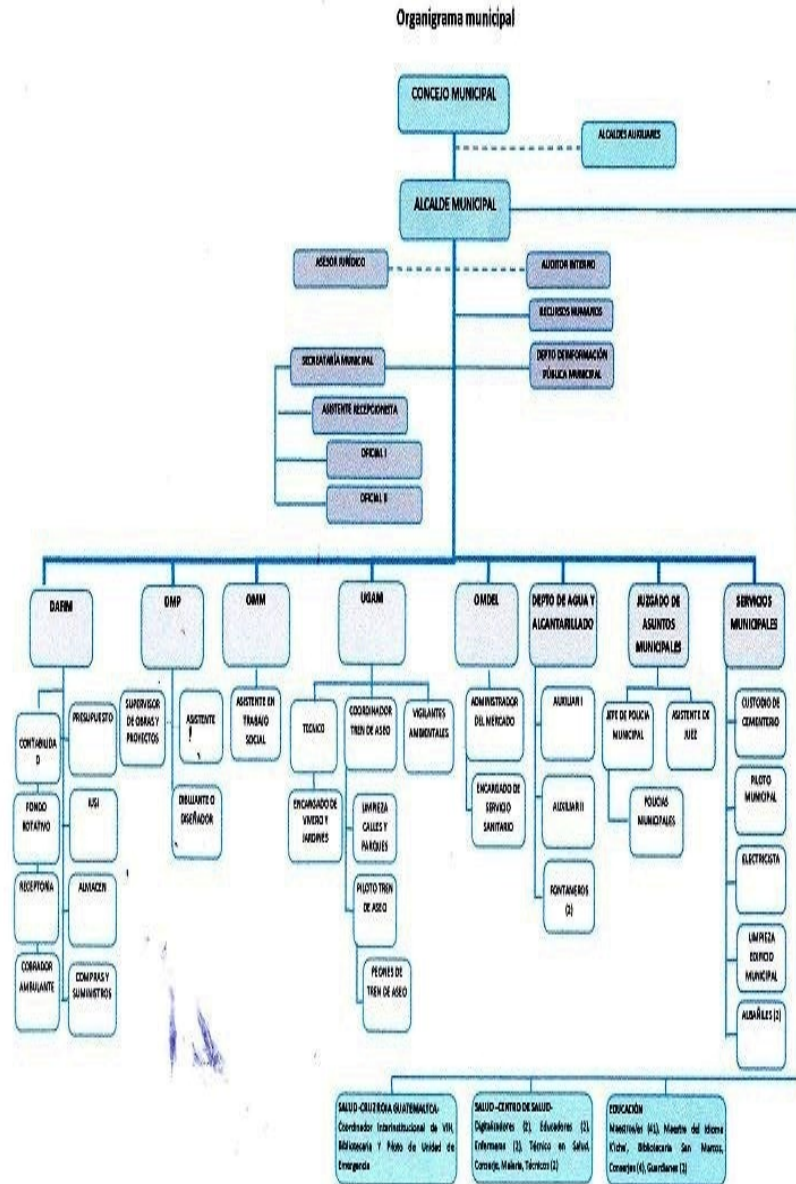 Organigrama municipal
CONCEJO MUNICIPAL
ALCALDES AUXILIARES
ALCALDE MUNICIPAL
ASESOR JURÍDICO
AUDITOR INTERNO
RECURSOS HUMANOS
SECRETARÍA MUNICIPAL
DEPTO DE INFORMACIÓN
PÚBLICA MUNICIPAL
ASISTENTE RECEPCIONISTA
OFICIAL I
OFICIAL II
DAFIM
OMP
OMM
UGAM
OMDEL
DEPTO DE AGUA Y
ALCANTARILLADO
JUZGADO DE
ASUNTOS
MUNICIPALES
SERVICIOS
MUNICIPALES
CONTABILIDA
D
PRESUPUESTO
FONDO
ROTATIVO
IUSI
RECEPTORÍA
ALMACEN
COBRADOR
AMBULANTE
COMPRAS Y
SUMINISTROS
SUPERVISOR
DE OBRAS Y
PROYECTOS
ASISTENTE
DIBUJANTE O
DISEÑADOR
ASISTENTE EN
TRABAJO
SOCIAL
TECNICO
ENCARGADO DE
VIVERO Y
JARDINES
COORDINADOR
TREN DE ASEO
LIMPIEZA
CALLES Y
PARQUES
PILOTO TREN
DE ASEO
PEONES DE
TREN DE ASEO
VIGILANTES
AMBIENTALES
ADMINISTRADOR
DEL MERCADO
ENCARGADO DE
SERVICIO
SANITARIO
AUXILIAR I
AUXILIAR II
FONTANEROS
(2)
JEFE DE POLICIA
MUNICIPAL
ASISTENTE DE
JUEZ
POLICIAS
MUNICIPALES
CUSTODIO DE
CEMENTERIO
PILOTO
MUNICIPAL
ELECTRICISTA
LIMPIEZA
EDIFICIO
MUNICIPAL
ALBAÑILES (2)
SALUD -CRUZ ROJA GUATEMALTCA-
Coordinador Interinstitucional de VIH,
Bibliotecaria Y Piloto de Unidad de
Emergencia
SALUD –CENTRO DE SALUD-
Digitalizadores (2), Educadores (2),
Enfermeras (2), Técnico en Salud,
Conserje, Malaria, Técnicos (2)
EDUCACIÓN
Maestros/as (41), Maestro del Idioma
K'iche', Bibliotecaria San Marcos,
Conserjes (4), Guardianes (2)